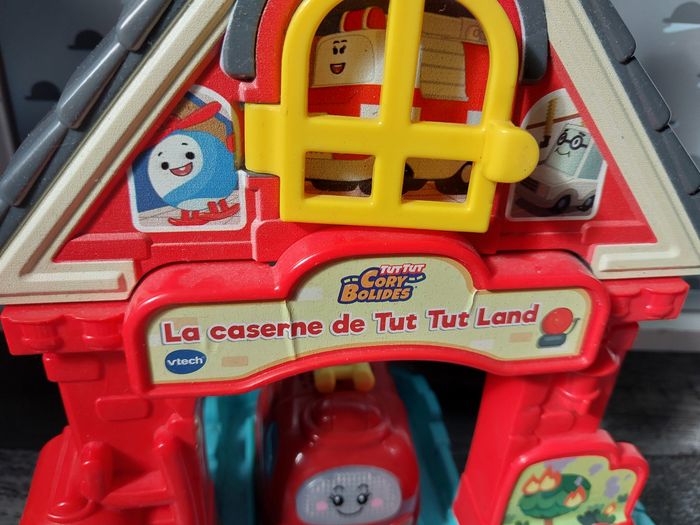 TUT TUT
CORY
BOLIDES
La caserne de Tut Tut Land
vtech